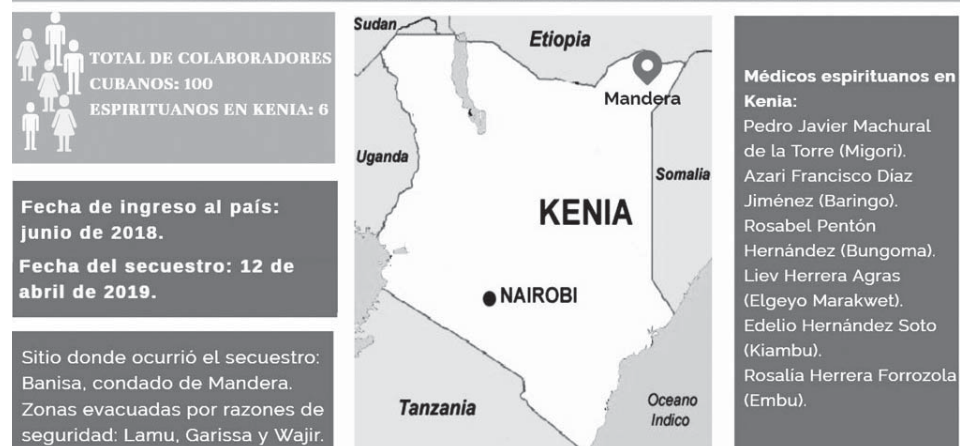 TOTAL DE COLABORADORES
CUBANOS: 100
ESPIRITUANOS EN KENIA: 6
Fecha de ingreso al país:
junio de 2018.
Fecha del secuestro: 12 de
abril de 2019.
Sitio donde ocurrió el secuestro:
Banisa, condado de Mandera.
Zonas evacuadas por razones de
seguridad: Lamu, Garissa y Wajir.
Sudan
Etiopia
Mandera
Uganda
Somalia
KENIA
NAIROBI
Tanzania
Oceano
Indico
Médicos espirituanos en
Kenia:
Pedro Javier Machural
de la Torre (Migori).
Azari Francisco Díaz
Jiménez (Baringo).
Rosabel Pentón
Hernández (Bungoma).
Liev Herrera Agras
(Elgeyo Marakwet).
Edelio Hernández Soto
(Kiambu).
Rosalía Herrera Forrozola
(Embu).